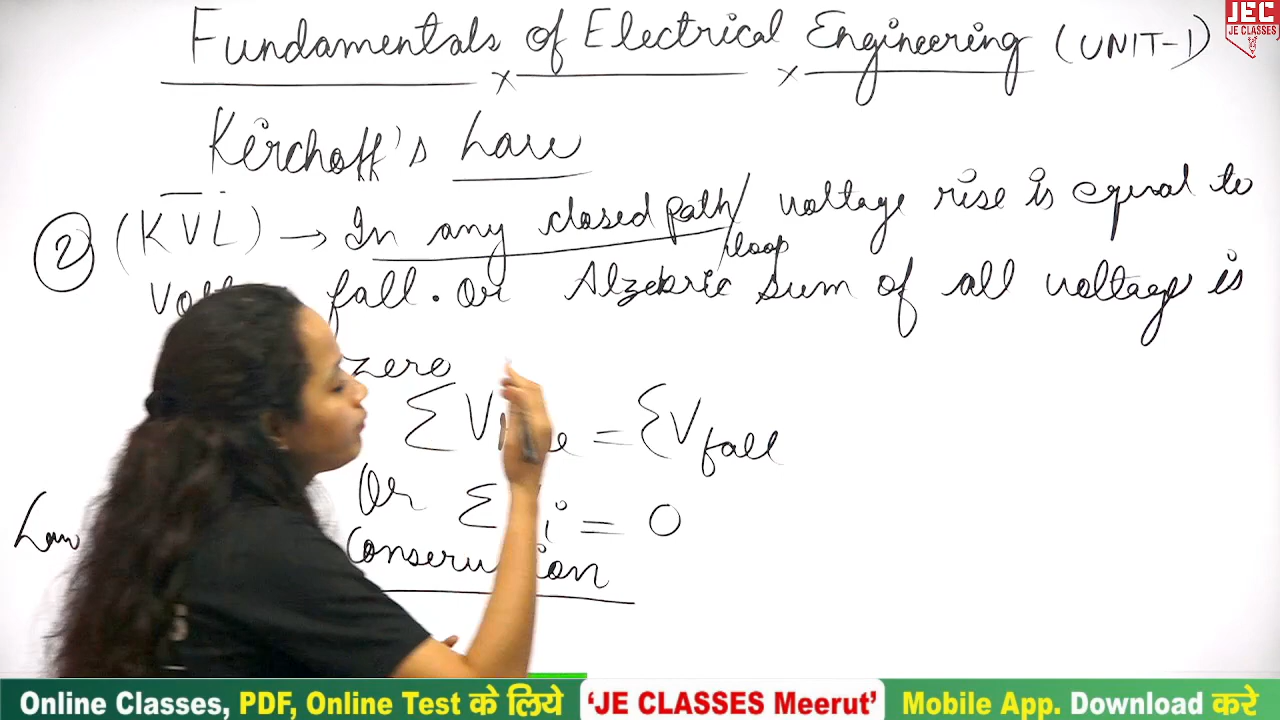 JEC
JE CLASSES
Fundamentals of Electrical Engineering (UNIT-1)
Kirchoff's Law
② (KVL) → In any closed path/loop voltage rise is equal to
fall. Or Algebric sum of all voltage is
zero
ΣV = ΣVfall
Or Σ i = 0
Law
Online Classes, PDF, Online Test के लिये 'JE CLASSES Meerut' Mobile App. Download करे